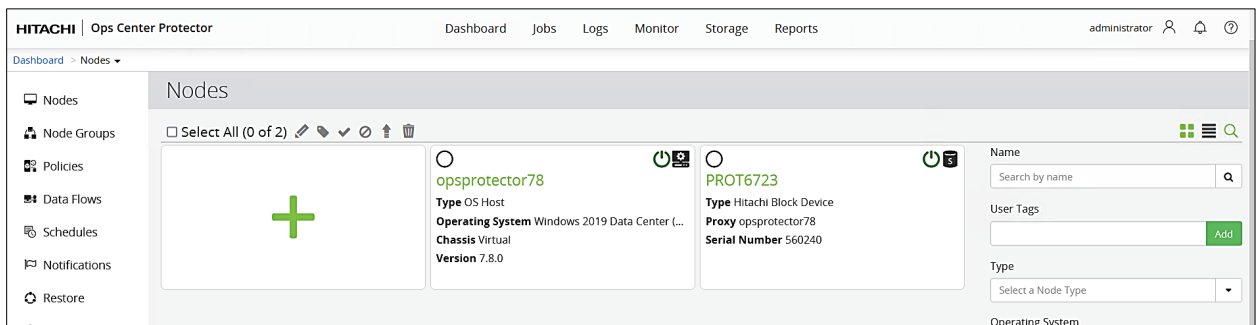 HITACHI Ops Center Protector
Dashboard Jobs Logs Monitor Storage Reports
administrator
Dashboard > Nodes
Nodes
Node Groups
Policies
Data Flows
Schedules
Notifications
Restore
Nodes
Select All (0 of 2)
opsprotector78
Type OS Host
Operating System Windows 2019 Data Center (...
Chassis Virtual
Version 7.8.0
PROT6723
Type Hitachi Block Device
Proxy opsprotector78
Serial Number 560240
Name
Search by name
User Tags
Add
Type
Select a Node Type
Operating System